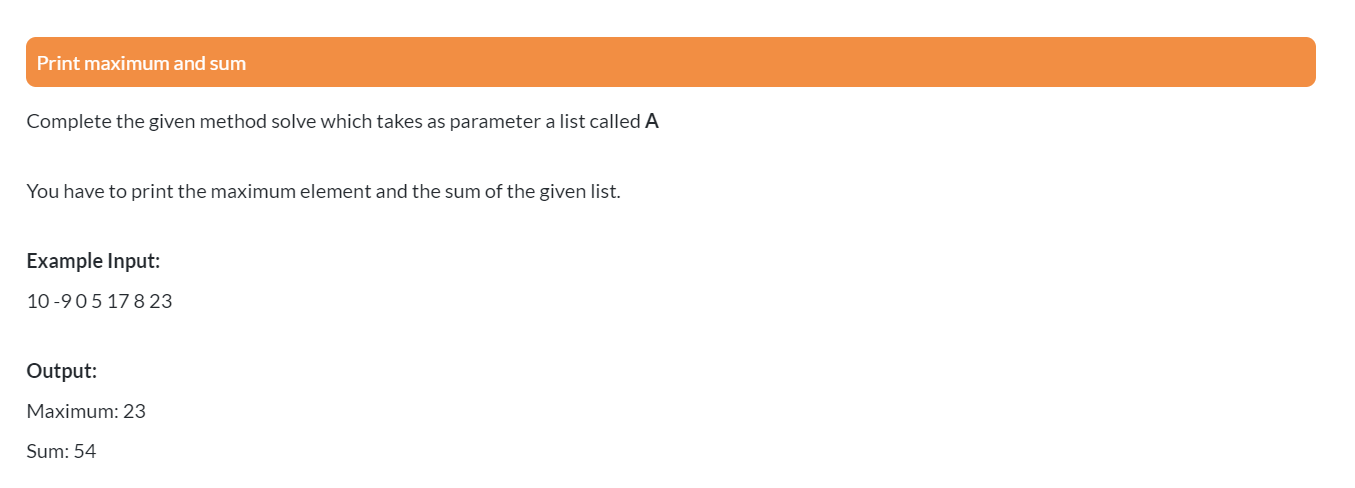 Print maximum and sum
Complete the given method solve which takes as parameter a list called A
You have to print the maximum element and the sum of the given list.
Example Input:
10 -9 0 5 17 8 23
Output:
Maximum: 23
Sum: 54